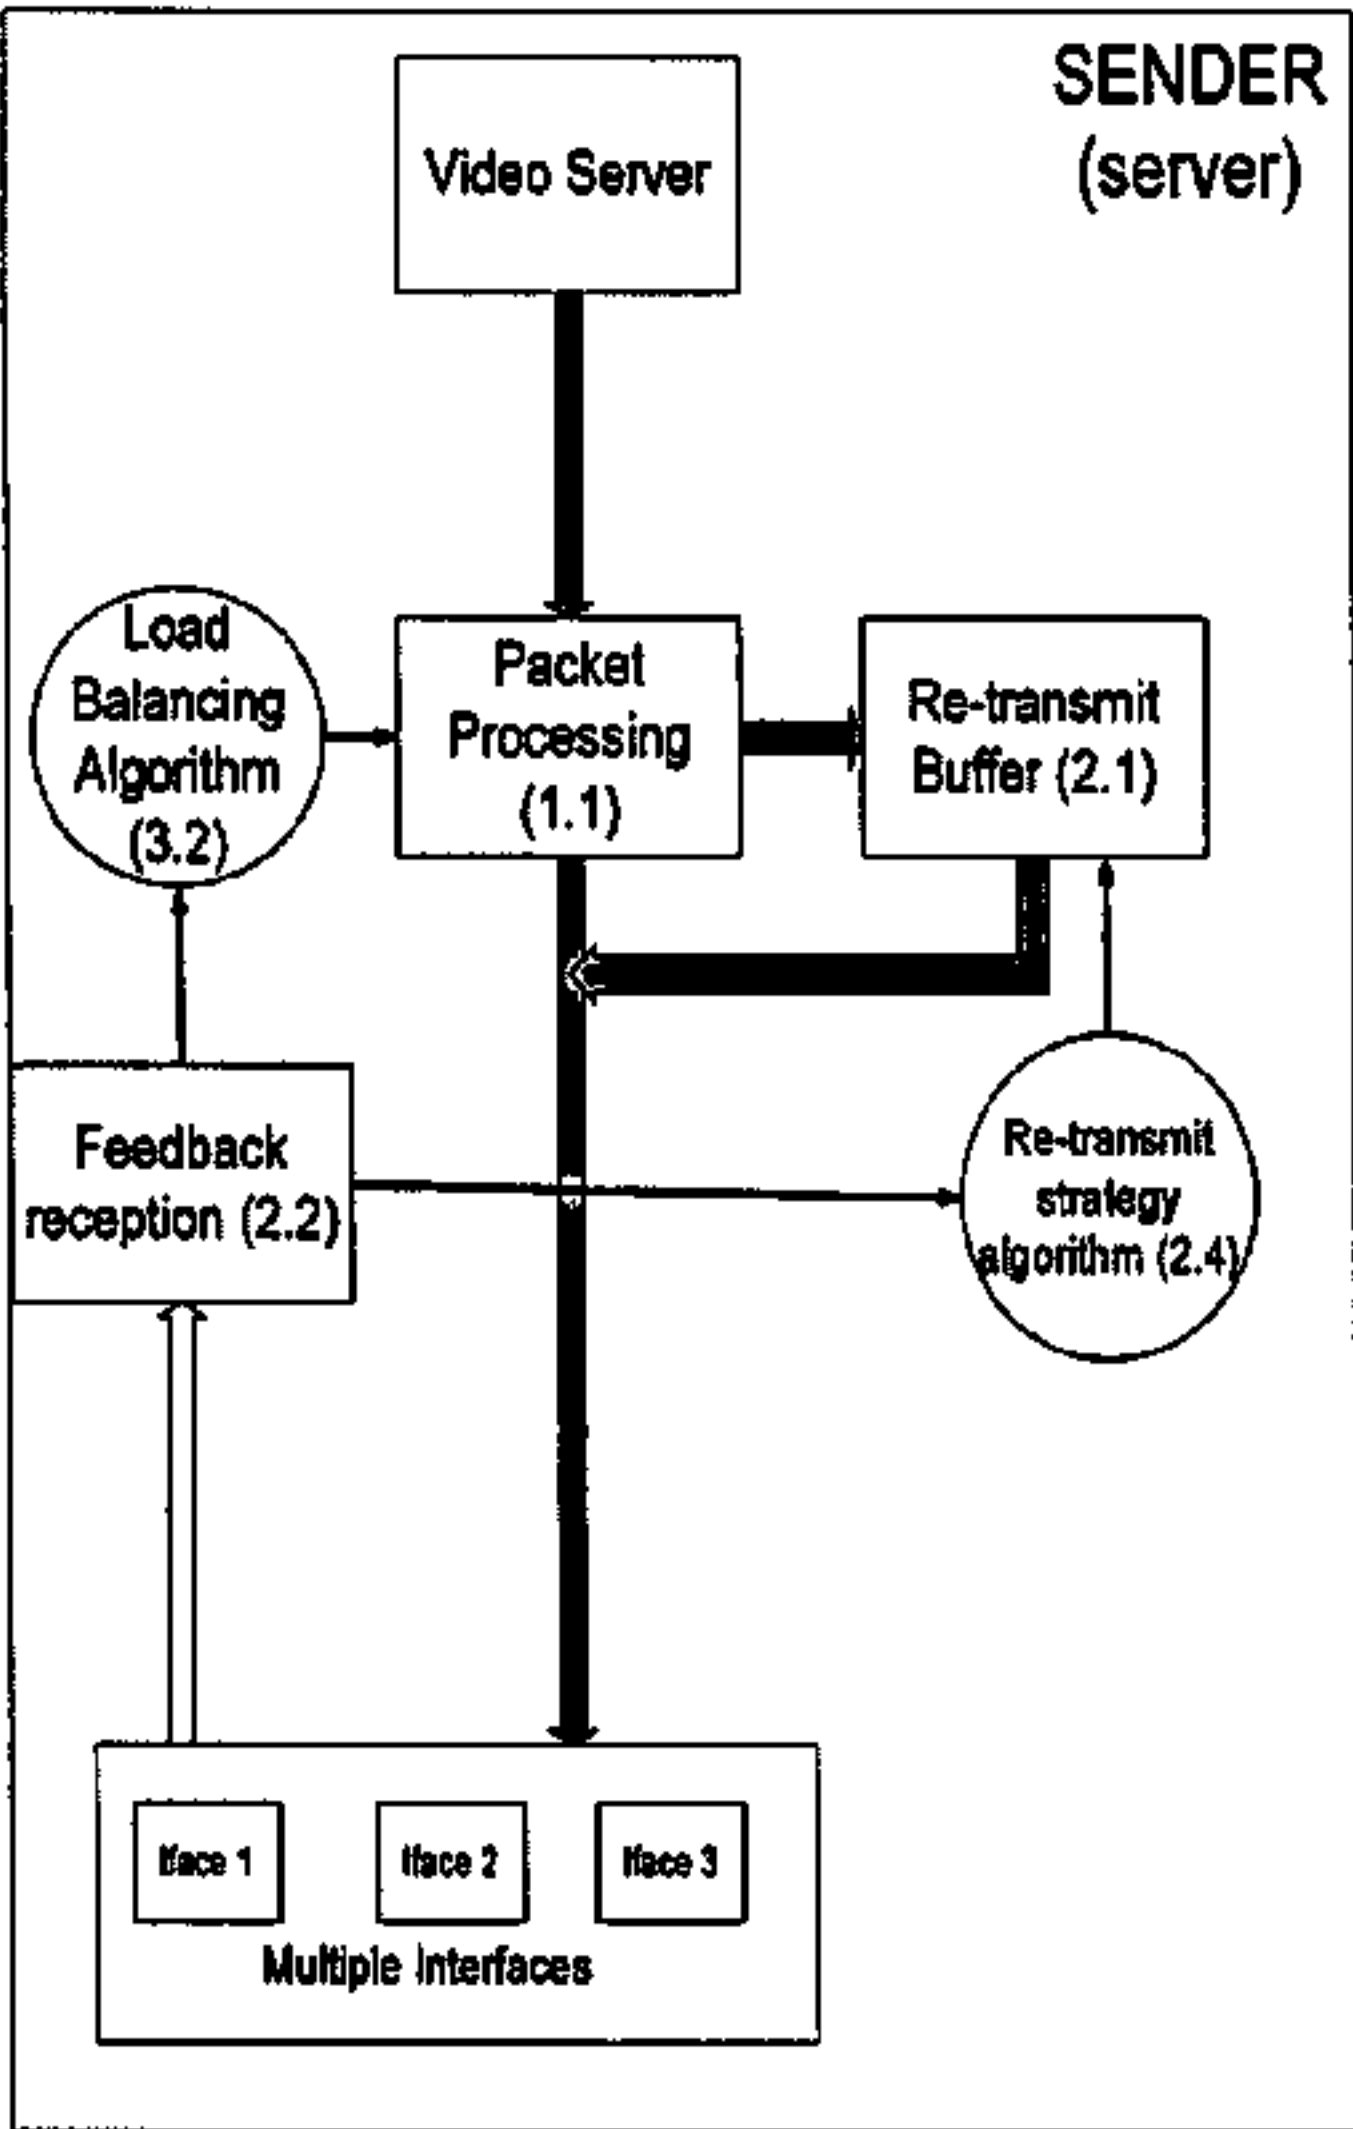 SENDER
(server)
Video Server
Load
Balancing
Algorithm
(3.2)
Packet
Processing
(1.1)
Re-transmit
Buffer (2.1)
Feedback
reception (2.2)
Re-transmit
strategy
algorithm (2.4)
Iface 1
Iface 2
Iface 3
Multiple Interfaces